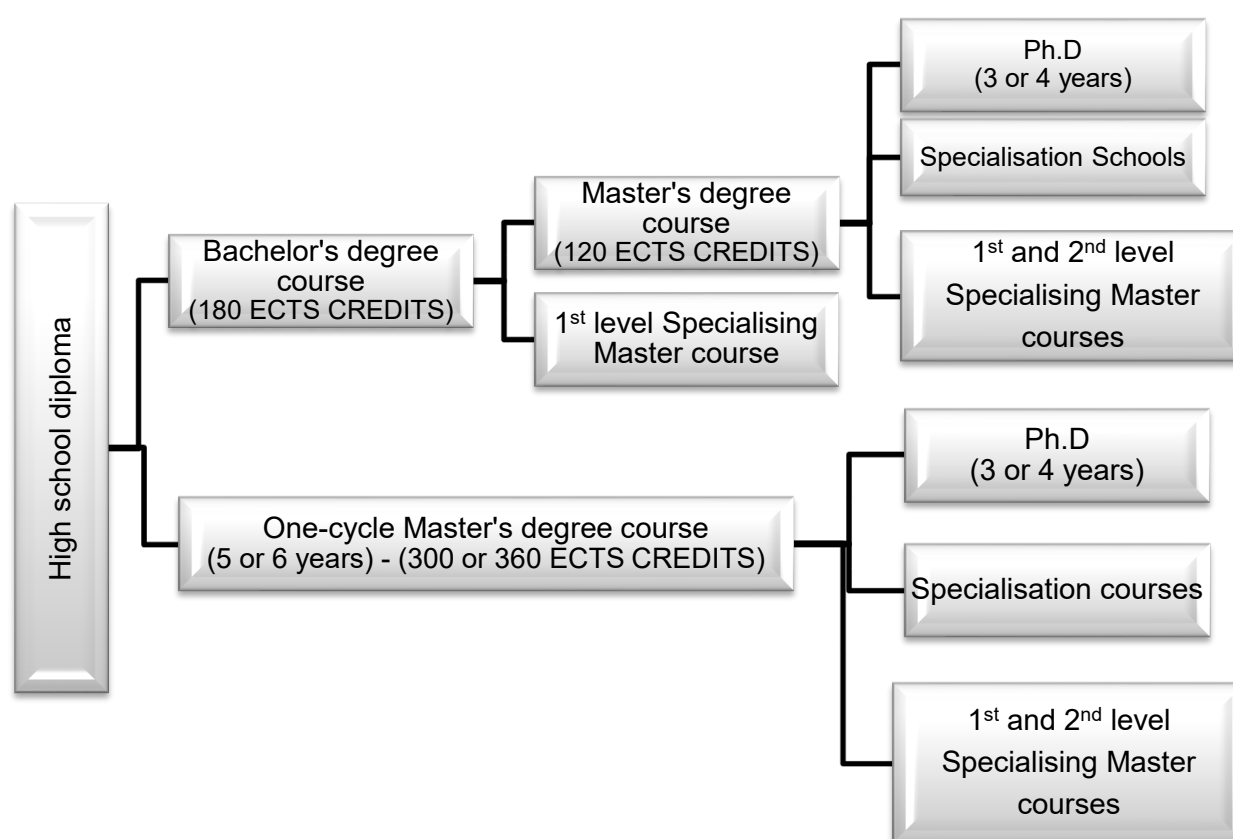 High school diploma
Bachelor's degree
course
(180 ECTS CREDITS)
Master's degree
course
(120 ECTS CREDITS)
1st level Specialising
Master course
Ph.D
(3 or 4 years)
Specialisation Schools
1st and 2nd level
Specialising Master
courses
One-cycle Master's degree course
(5 or 6 years) - (300 or 360 ECTS CREDITS)
Ph.D
(3 or 4 years)
Specialisation courses
1st and 2nd level
Specialising Master
courses